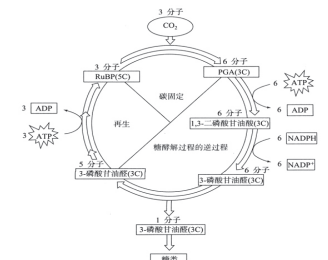 3 分子
CO₂
3 分子
RuBP(5C)
6 分子
PGA(3C)
碳固定
6
ATP
6 ADP
6 分子
1,3-二磷酸甘油酸(3C)
6
NADPH
6 NADP⁺
3 ADP
3 ATP
再生
糖酵解过程的逆过程
5 分子
3-磷酸甘油醛(3C)
6 分子
3-磷酸甘油醛(3C)
1 分子
3-磷酸甘油醛(3C)
糖类